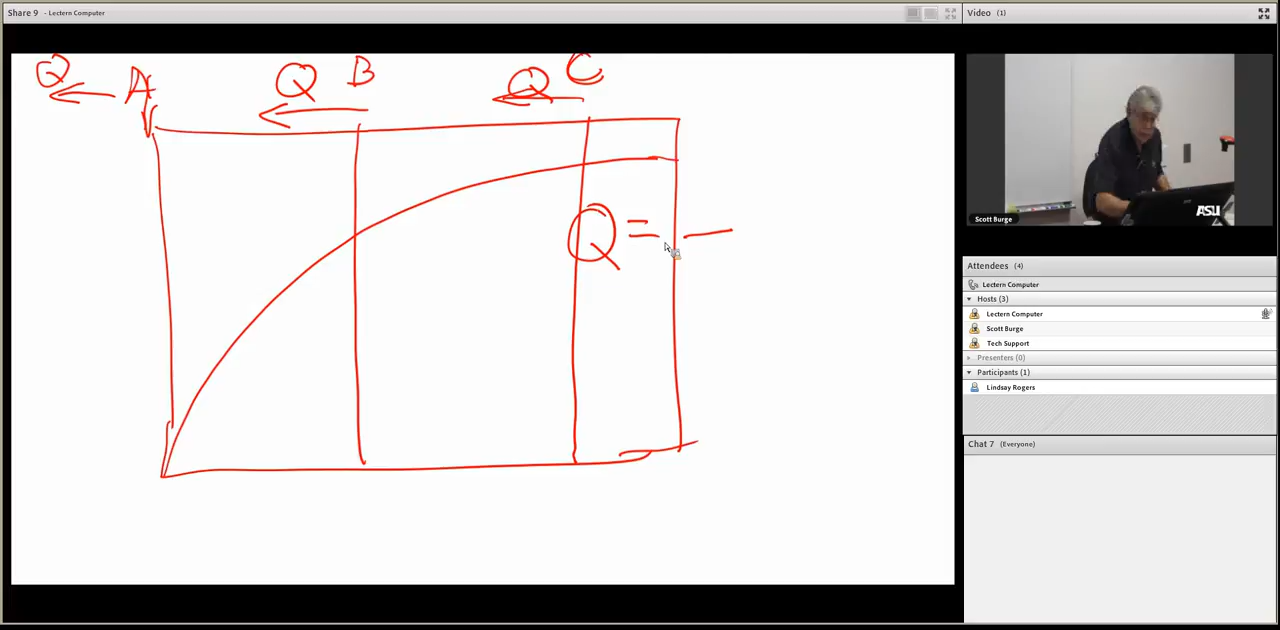 Share 9 - Lectern Computer
Video (1)
Q A Q B Q C
Q = -
ASU
Scott Burge
Attendees (4)
Lectern Computer
Hosts (3)
Lectern Computer
Scott Burge
Tech Support
Presenters (0)
Participants (1)
Lindsay Rogers
Chat 7 (Everyone)